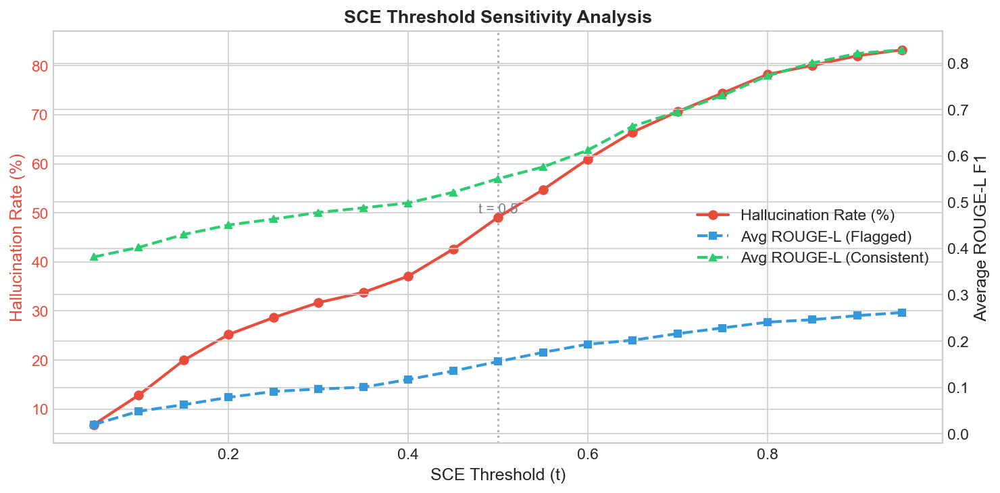 SCE Threshold Sensitivity Analysis
Hallucination Rate (%)
80
70
60
50
40
30
20
10
t = 0.5
Hallucination Rate (%)
Avg ROUGE-L (Flagged)
Avg ROUGE-L (Consistent)
0.8
0.7
0.6
0.5
0.4
0.3
0.2
0.1
0.0
Average ROUGE-L F1
0.2 0.4 0.6 0.8
SCE Threshold (t)